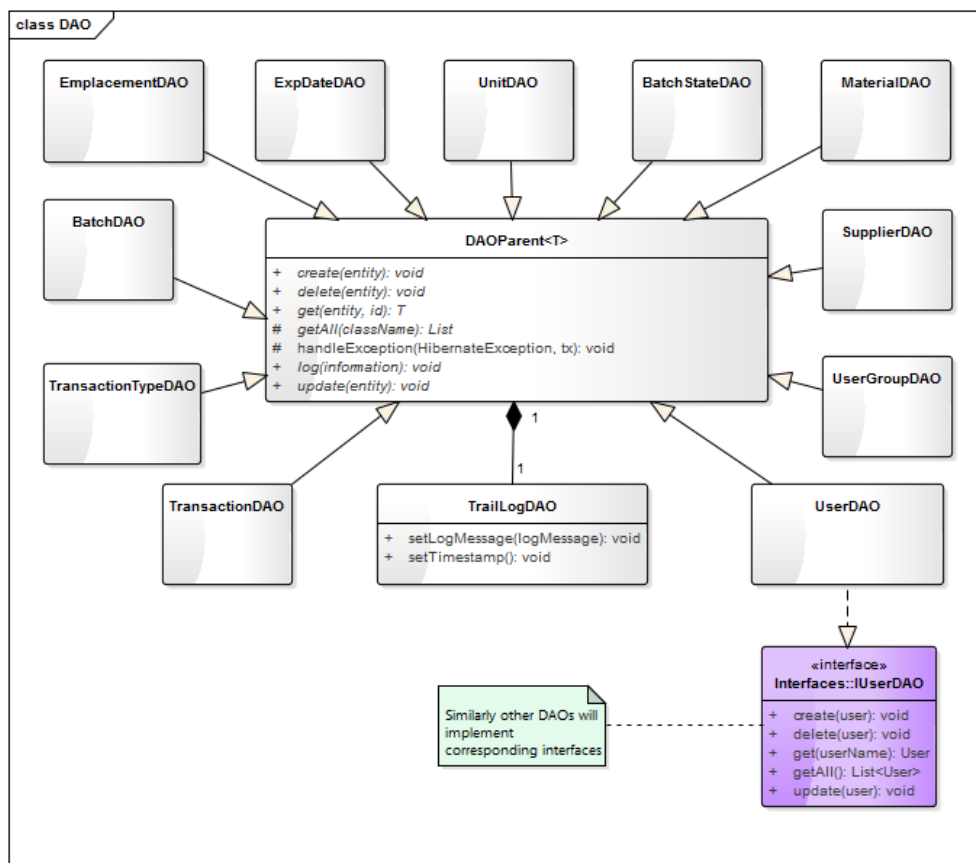 class DAO
EmplacementDAO
ExpDateDAO
UnitDAO
BatchStateDAO
MaterialDAO
BatchDAO
DAOParent<T>
+ create(entity): void
+ delete(entity): void
+ get(entity, id): T
# getAll(className): List
# handleException(HibernateException, tx): void
+ log(information): void
+ update(entity): void
SupplierDAO
TransactionTypeDAO
UserGroupDAO
1
1
TransactionDAO
TrailLogDAO
+ setLogMessage(logMessage): void
+ setTimestamp(): void
UserDAO
«interface»
Interfaces::IUserDAO
+ create(user): void
+ delete(user): void
+ get(userName): User
+ getAll(): List<User>
+ update(user): void
Similarly other DAOs will
implement
corresponding interfaces